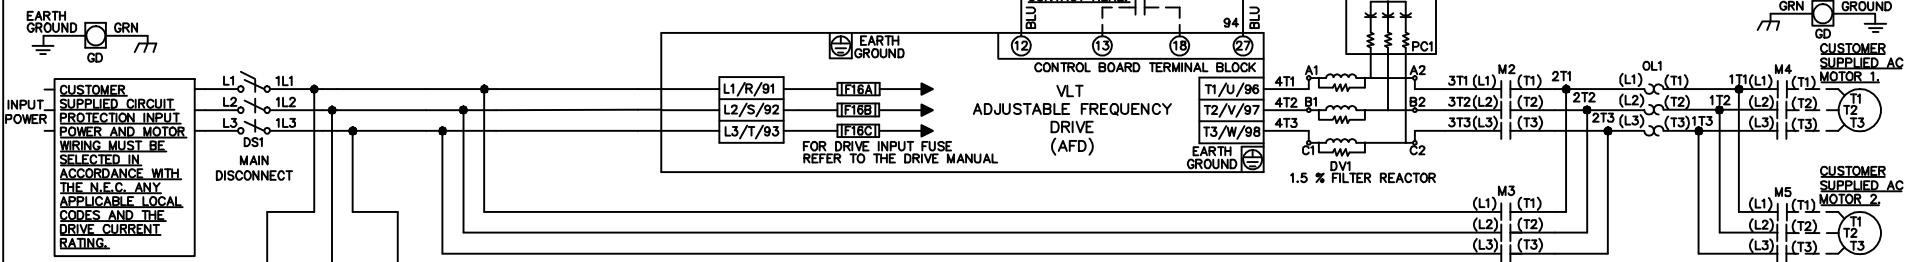 EARTH
GROUND
GRN
GD
BLU
94
BLU
GRN
GROUND
GD
EARTH
GROUND
12
13
18
27
CONTROL BOARD TERMINAL BLOCK
PC1
CUSTOMER
SUPPLIED AC
MOTOR 1.
INPUT
POWER
CUSTOMER
SUPPLIED CIRCUIT
PROTECTION INPUT
POWER AND MOTOR
WIRING MUST BE
SELECTED IN
ACCORDANCE WITH
THE N.E.C. ANY
APPLICABLE LOCAL
CODES AND THE
DRIVE CURRENT
RATING.
L1
1L1
L2
1L2
L3
1L3
DS1
MAIN
DISCONNECT
L1/R/91
L2/S/92
L3/T/93
F16A
F16B
F16C
FOR DRIVE INPUT FUSE
REFER TO THE DRIVE MANUAL
VLT
ADJUSTABLE FREQUENCY
DRIVE
(AFD)
T1/U/96
T2/V/97
T3/W/98
EARTH
GROUND
4T1
4T2
4T3
A1
A2
B1
B2
C1
C2
DV1
1.5 % FILTER REACTOR
M2
3T1 (L1) (T1) 2T1
3T2 (L2) (T2) 2T2
3T3 (L3) (T3) 2T3
OL1
(L1) (T1) 1T1
(L2) (T2) 1T2
(L3) (T3) 1T3
M4
(L1) (T1)
(L2) (T2)
(L3) (T3)
T1
T2
T3
M3
(L1) (T1)
(L2) (T2)
(L3) (T3)
CUSTOMER
SUPPLIED AC
MOTOR 2.
M5
(L1) (T1)
(L2) (T2)
(L3) (T3)
T1
T2
T3